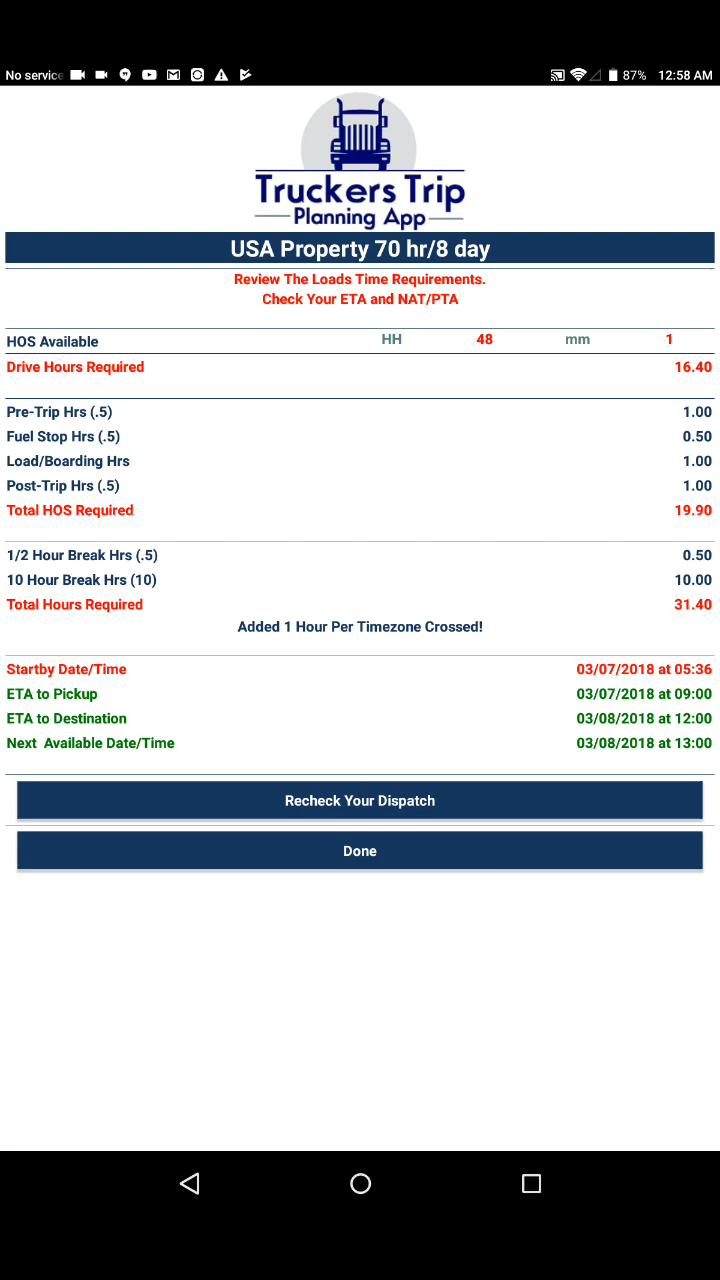 No service 87% 12:58 AM
Truckers Trip
Planning App
USA Property 70 hr/8 day
Review The Loads Time Requirements.
Check Your ETA and NAT/PTA
HOS Available HH 48 mm 1
Drive Hours Required 16.40
Pre-Trip Hrs (.5) 1.00
Fuel Stop Hrs (.5) 0.50
Load/Boarding Hrs 1.00
Post-Trip Hrs (.5) 1.00
Total HOS Required 19.90
1/2 Hour Break Hrs (.5) 0.50
10 Hour Break Hrs (10) 10.00
Total Hours Required 31.40
Added 1 Hour Per Timezone Crossed!
Startby Date/Time 03/07/2018 at 05:36
ETA to Pickup 03/07/2018 at 09:00
ETA to Destination 03/08/2018 at 12:00
Next Available Date/Time 03/08/2018 at 13:00
Recheck Your Dispatch
Done